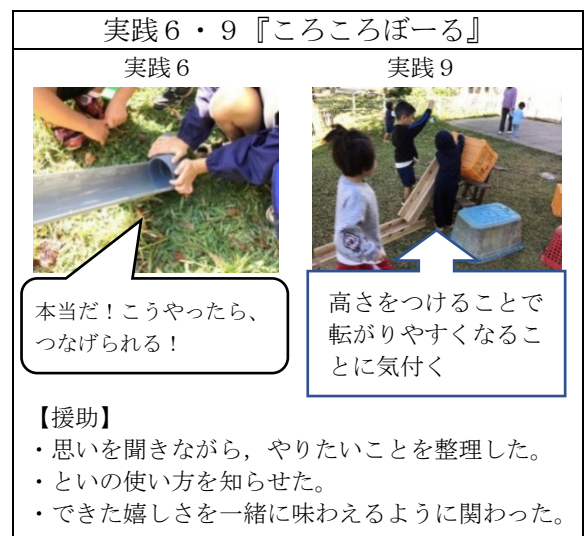 実践６・９『ころころぼーる』
実践６
実践９
本当だ！こうやったら、
つなげられる！
高さをつけることで
転がりやすくなるこ
とに気付く
【援助】
・思いを聞きながら，やりたいことを整理した。
・といの使い方を知らせた。
・できた嬉しさを一緒に味わえるように関わった。